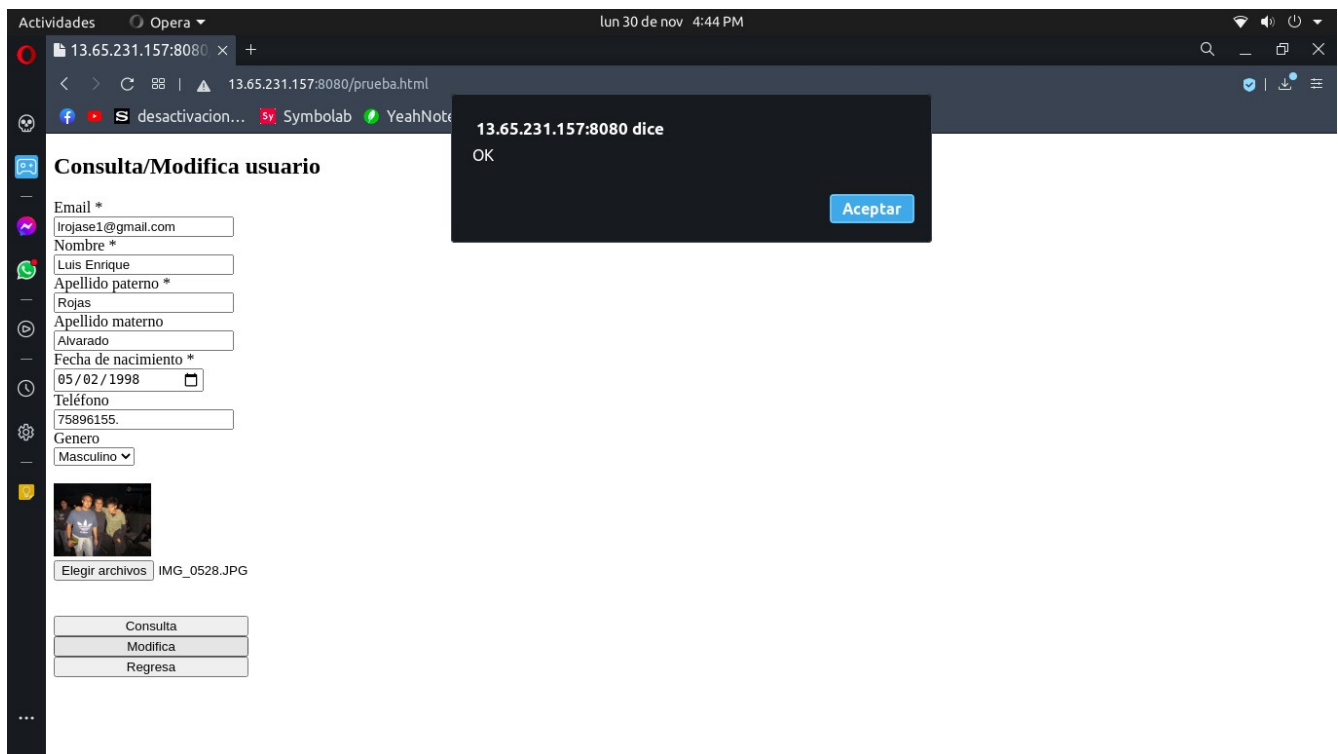 Actividades Opera lun 30 de nov 4:44 PM
13.65.231.157:8080
13.65.231.157:8080/prueba.html
S desactivacion... Sy Symbolab YeahNote
13.65.231.157:8080 dice
OK
Aceptar
Consulta/Modifica usuario
Email *
lrojase1@gmail.com
Nombre *
Luis Enrique
Apellido paterno *
Rojas
Apellido materno
Alvarado
Fecha de nacimiento *
05/02/1998
Teléfono
75896155.
Genero
Masculino
Elegir archivos IMG_0528.JPG
Consulta
Modifica
Regresa